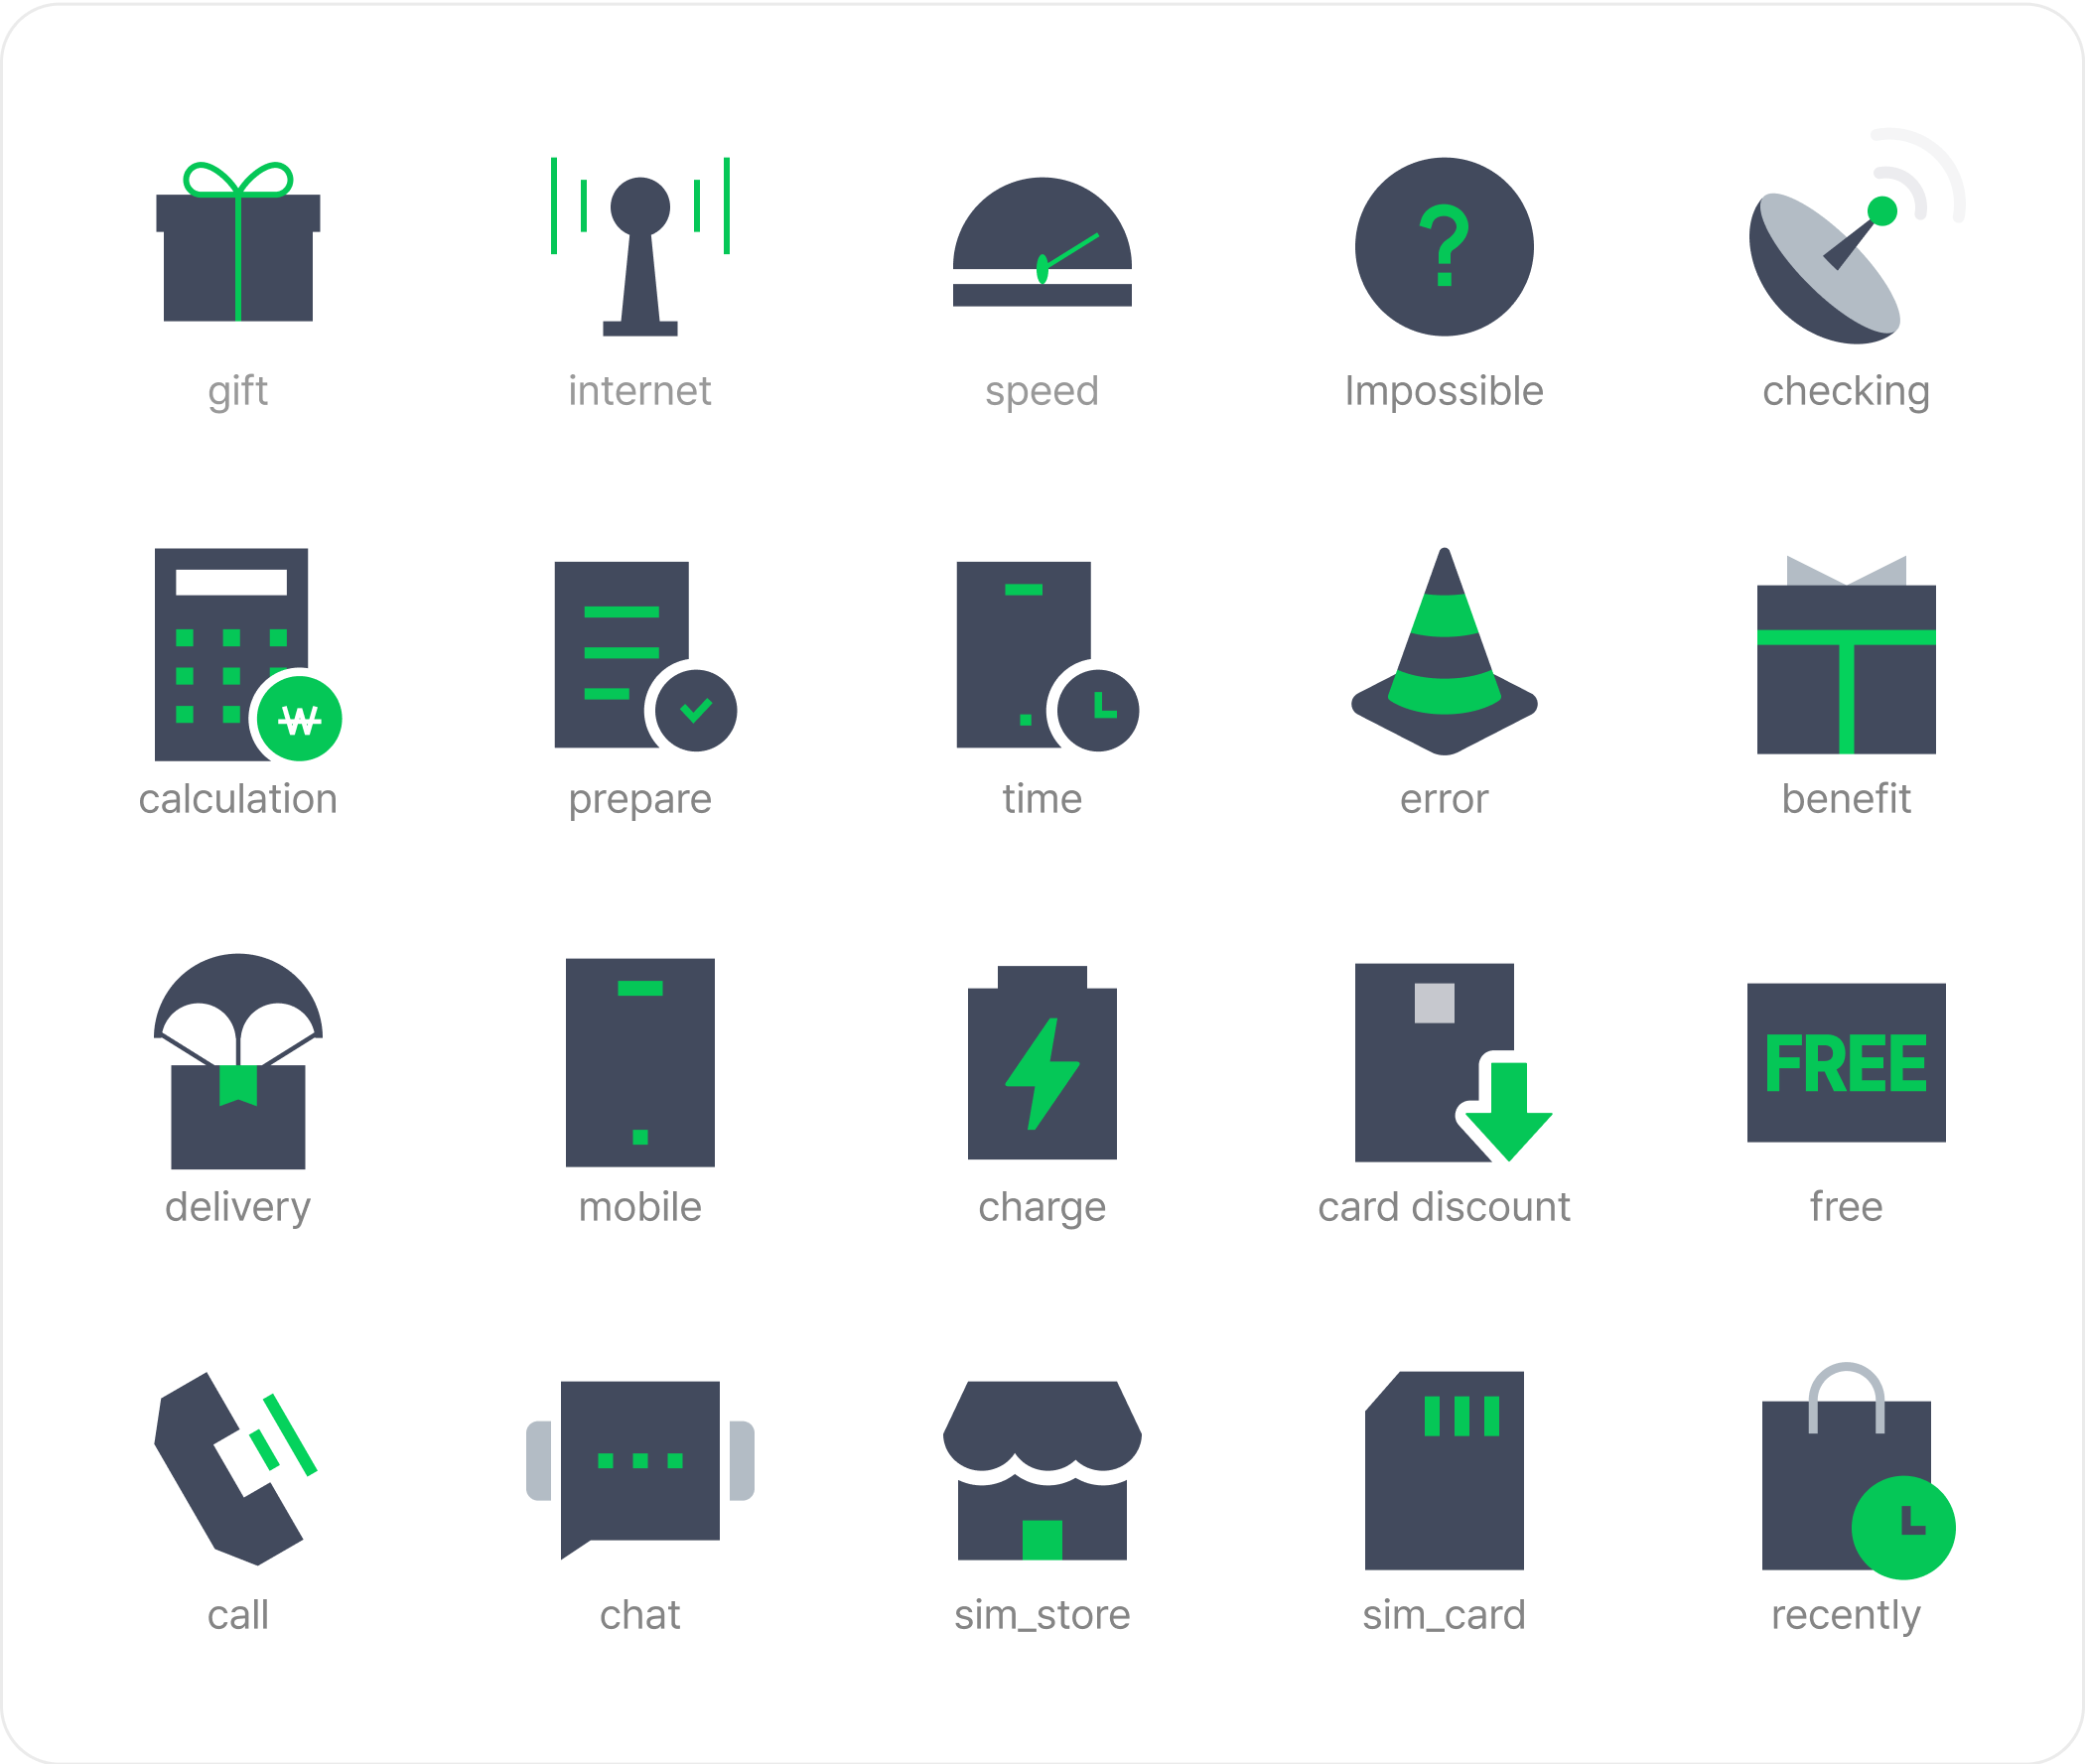 gift
internet
speed
Impossible
checking
₩
calculation
prepare
time
error
benefit
FREE
delivery
mobile
charge
card discount
free
call
chat
sim_store
sim_card
recently